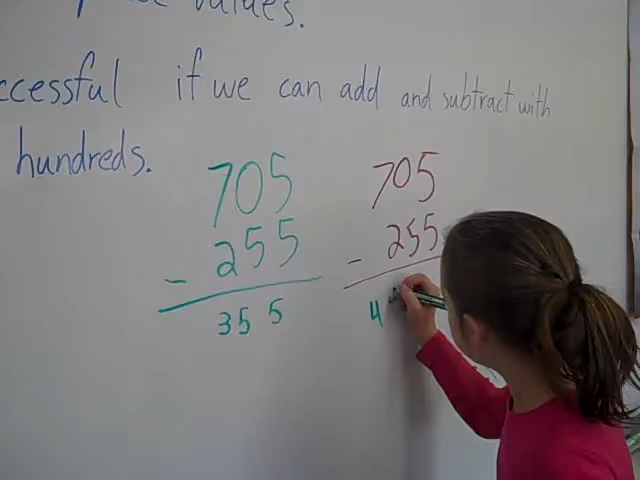 values.
ccessful if we can add and subtract with
hundreds.
705 705
- 255 - 255
355 4